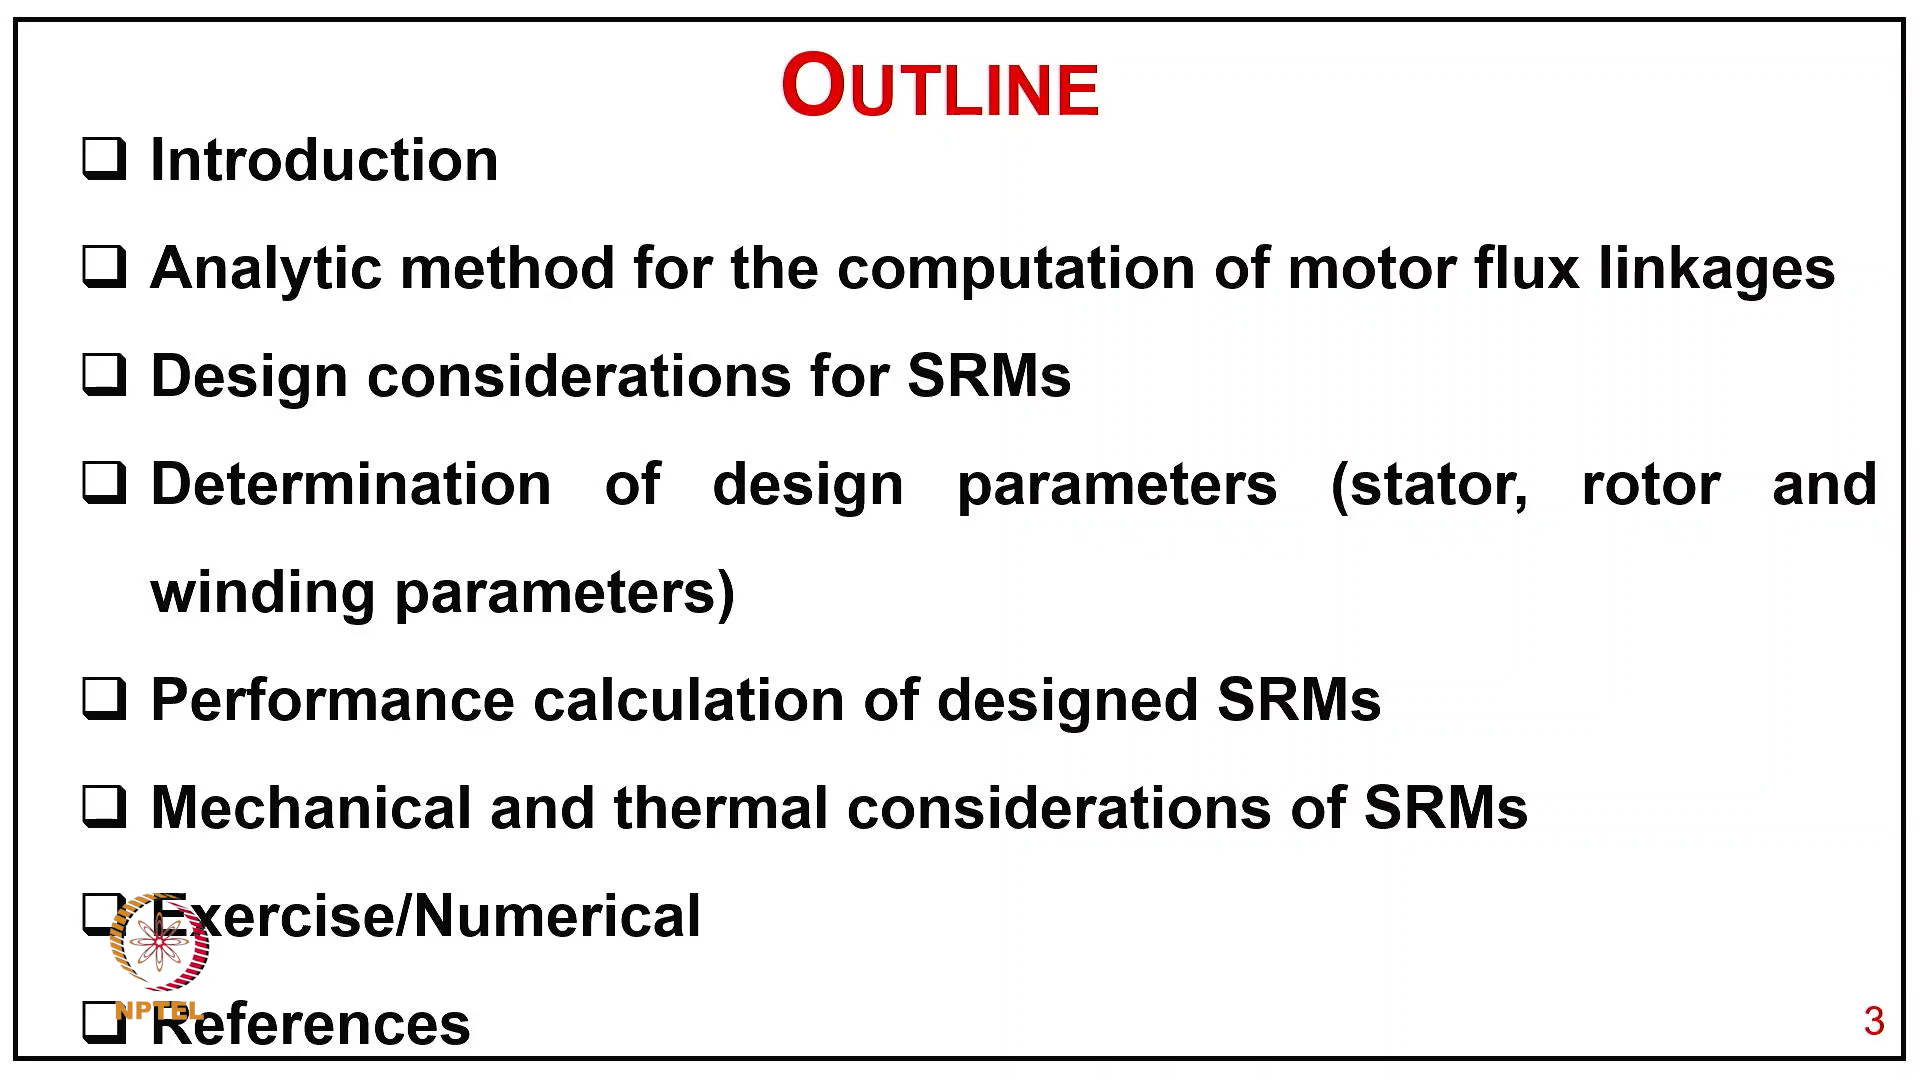 OUTLINE
Introduction
Analytic method for the computation of motor flux linkages
Design considerations for SRMs
Determination of design parameters (stator, rotor and
winding parameters)
Performance calculation of designed SRMs
Mechanical and thermal considerations of SRMs
Exercise/Numerical
NPTEL
References
3